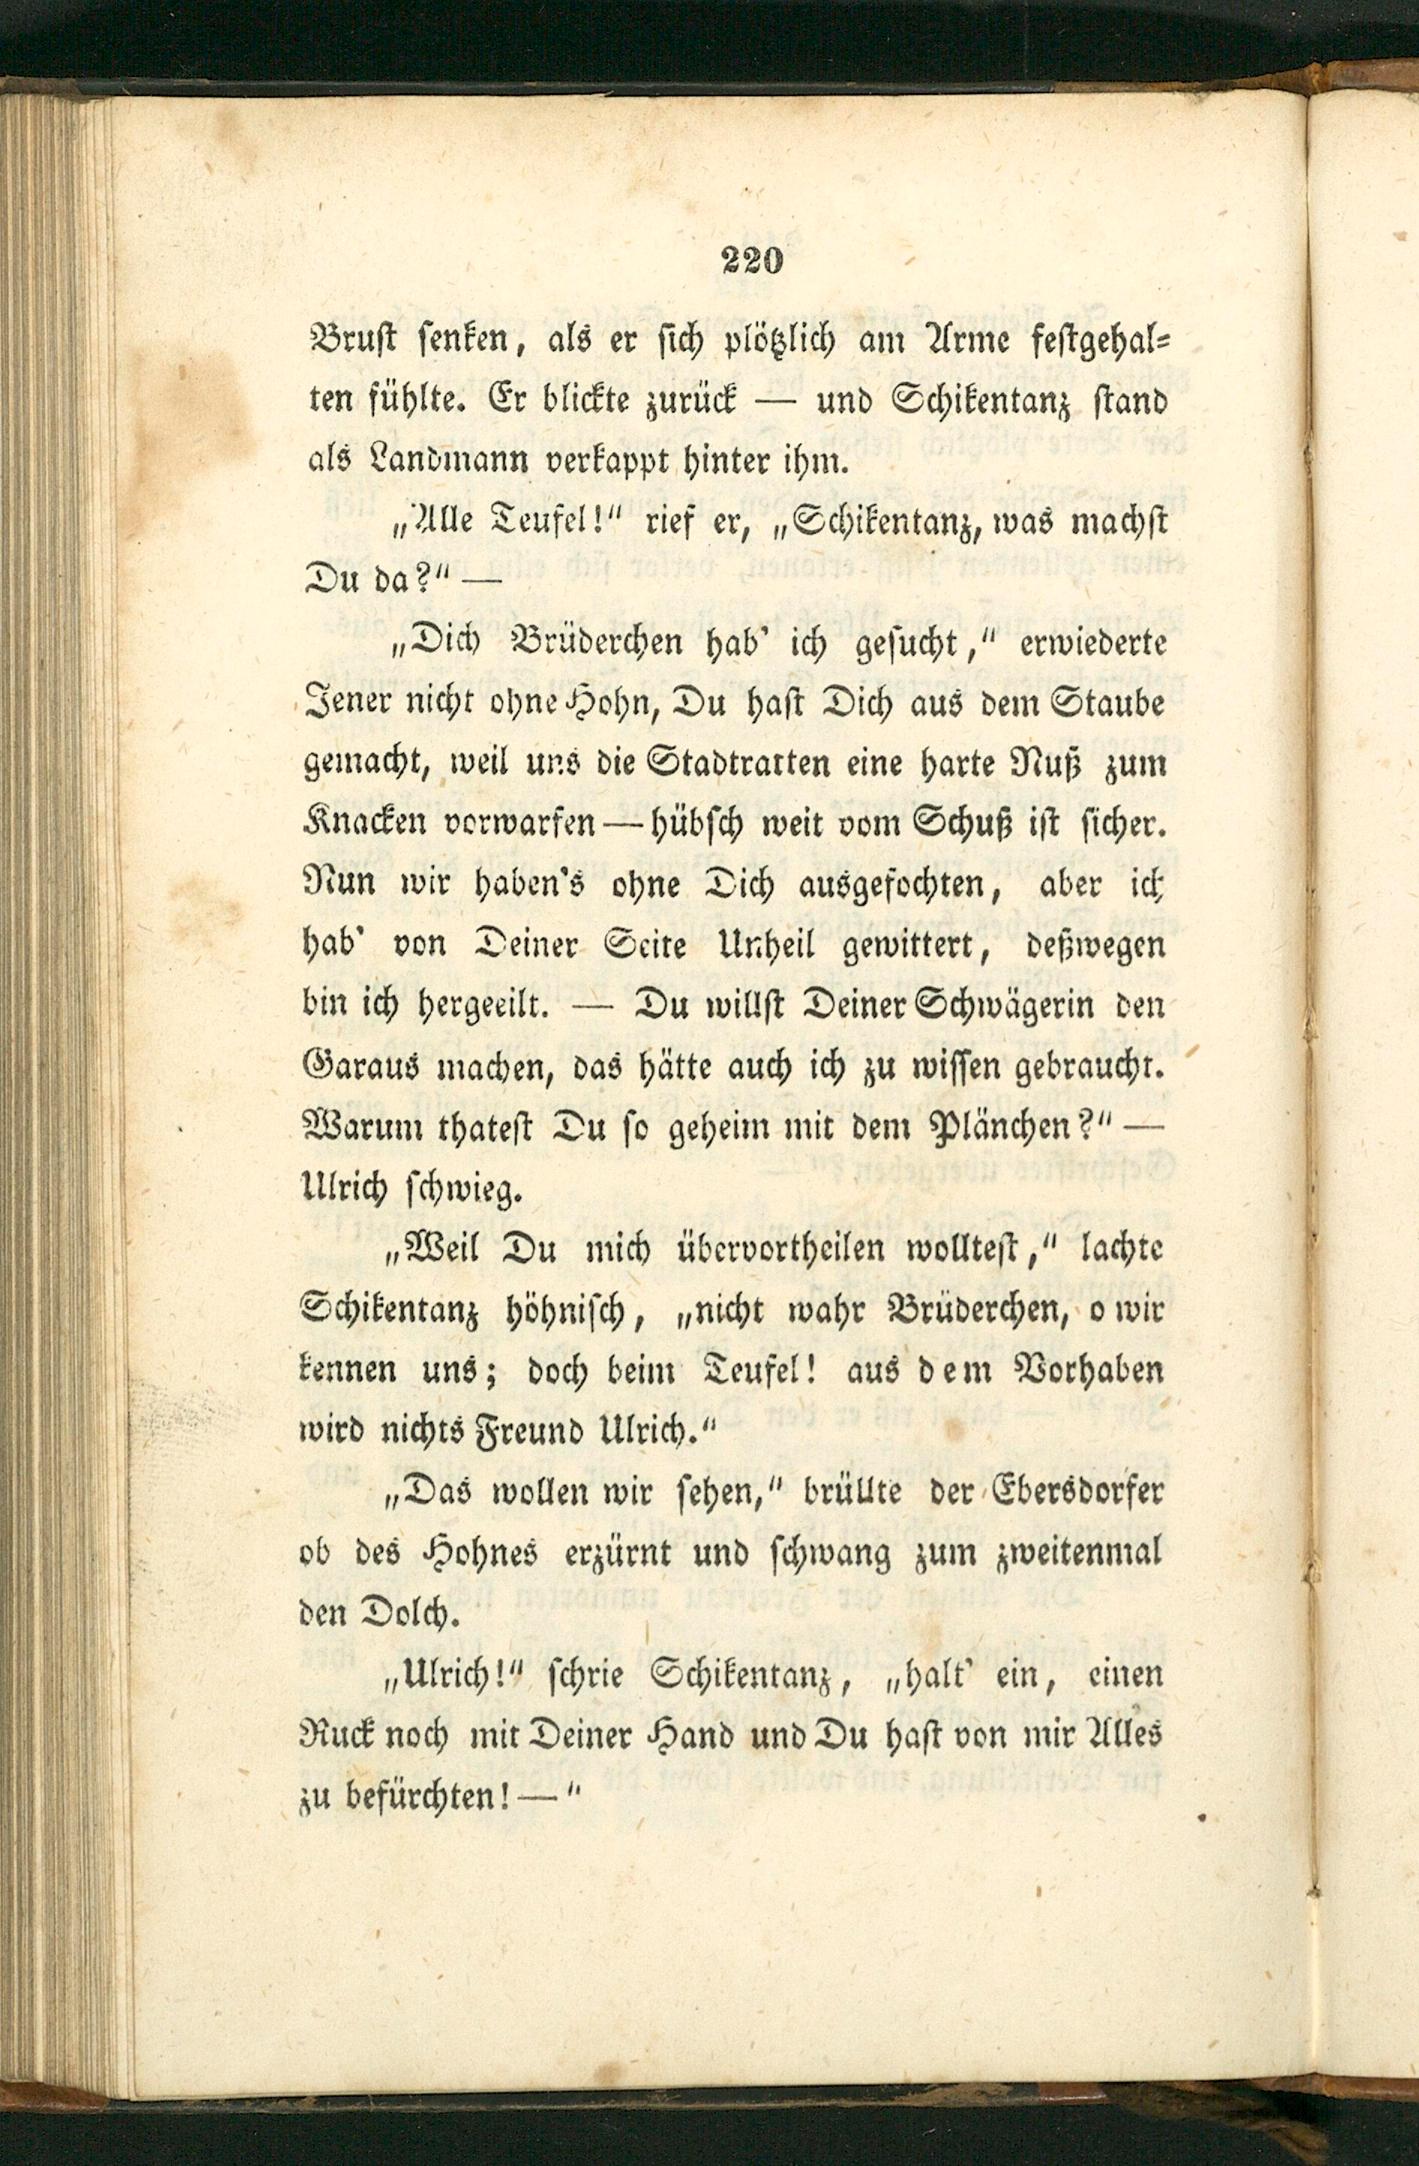 220
Brust senken, als er sich plötzlich am Arme festgehal-
ten fühlte. Er blickte zurück — und Schikentanz stand
als Landmann verkappt hinter ihm.
„Alle Teufel!“ rief er, „Schikentanz, was machst
Du da?“ —
„Dich Brüderchen hab’ ich gesucht,“ erwiederte
Jener nicht ohne Hohn, Du hast Dich aus dem Staube
gemacht, weil uns die Stadtratten eine harte Nuß zum
Knacken vorwarfen — hübsch weit vom Schuß ist sicher.
Nun wir haben’s ohne Dich ausgefochten, aber ich
hab’ von Deiner Seite Unheil gewittert, deßwegen
bin ich hergeeilt. — Du willst Deiner Schwägerin den
Garaus machen, das hätte auch ich zu wissen gebraucht.
Warum thatest Du so geheim mit dem Plänchen?“ —
Ulrich schwieg.
„Weil Du mich übervortheilen wolltest,“ lachte
Schikentanz höhnisch, „nicht wahr Brüderchen, o wir
kennen uns; doch beim Teufel! aus dem Vorhaben
wird nichts Freund Ulrich.“
„Das wollen wir sehen,“ brüllte der Ebersdorfer
ob des Hohnes erzürnt und schwang zum zweitenmal
den Dolch.
„Ulrich!“ schrie Schikentanz, „halt’ ein, einen
Ruck noch mit Deiner Hand und Du hast von mir Alles
zu befürchten! — “